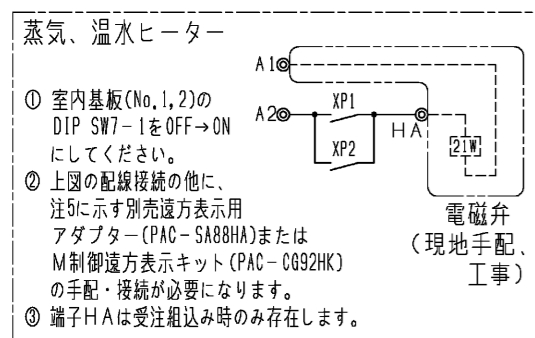 蒸気、温水ヒーター
A1
① 室内基板(No.1,2)の
DIP SW7-1をOFF→ON
にしてください。
A2
XP1
HA
XP2
21W
② 上図の配線接続の他に、
注5に示す別売遠方表示用
アダプター(PAC-SA88HA)または
M制御遠方表示キット(PAC-CG92HK)
の手配・接続が必要になります。
電磁弁
(現地手配、
工事)
③ 端子HAは受注組込み時のみ存在します。